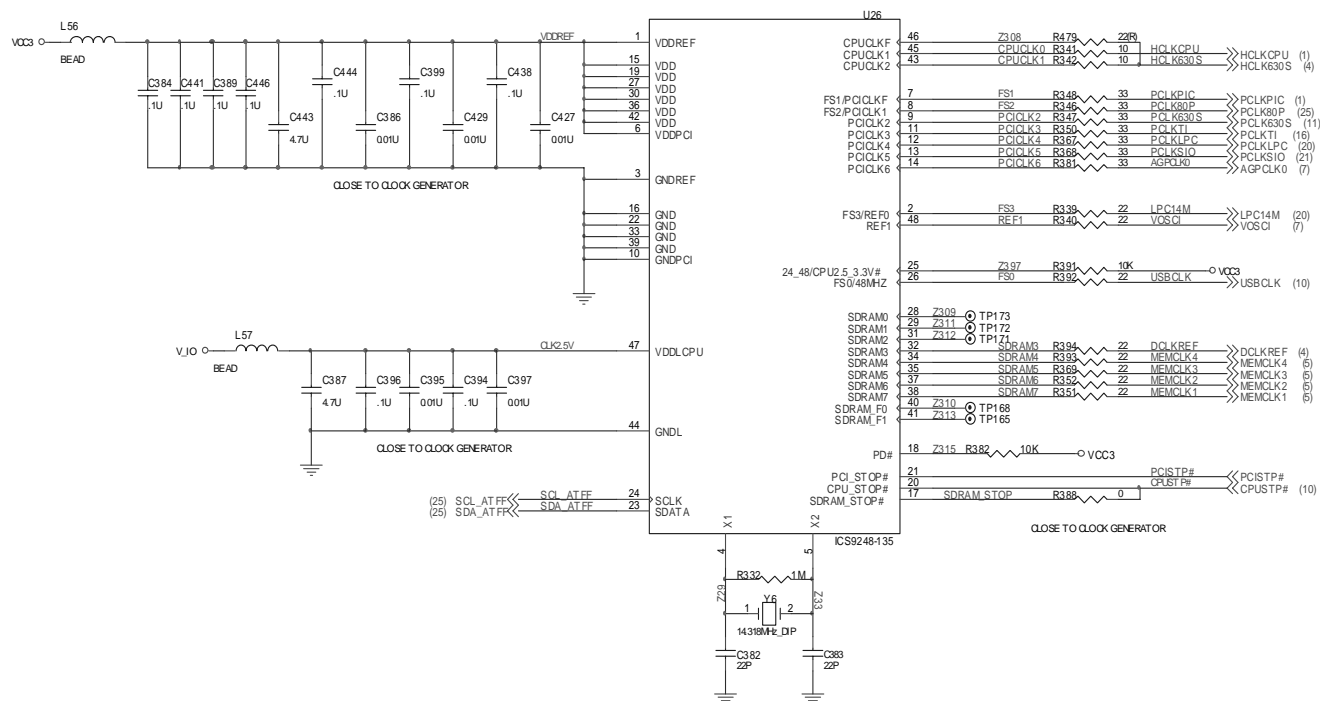 U26
L56
VCC3
BEAD
VDDREF
1 VDDREF
15 VDD
19 VDD
27 VDD
30 VDD
36 VDD
42 VDD
6 VDDPCI
C384 .1U
C441 .1U
C389 .1U
C446 .1U
C443 4.7U
C444 .1U
C386 0.01U
C399 .1U
C429 0.01U
C438 .1U
C427 0.01U
CLOSE TO CLOCK GENERATOR
3 GNDREF
16 GND
22 GND
33 GND
39 GND
10 GNDPCI
L57
V_IO
BEAD
CLK2.5V
47 VDDLCPU
C387 4.7U
C396 .1U
C395 0.01U
C394 .1U
C397 0.01U
44 GNDL
CLOSE TO CLOCK GENERATOR
(25) SCL_ATFF SCL_ATFF 24 SCLK
(25) SDA_ATFF SDA_ATFF 23 SDATA
CPUCLKF 46 Z308 R479 22(R)
CPUCLK1 45 CPUCLK0 R341 10 HCLKCPU HCLKCPU (1)
CPUCLK2 43 CPUCLK1 R342 10 HCLK630S HCLK630S (4)
FS1/PCICLKF 7 FS1 R348 33 PCLKPIC PCLKPIC (1)
FS2/PCICLK1 8 FS2 R346 33 PCLK80P PCLK80P (25)
PCICLK2 9 PCICLK2 R347 33 PCLK630S PCLK630S (11)
PCICLK3 11 PCICLK3 R350 33 PCLKTI PCLKTI (16)
PCICLK4 12 PCICLK4 R367 33 PCLKLPC PCLKLPC (20)
PCICLK5 13 PCICLK5 R368 33 PCLKSIO PCLKSIO (21)
PCICLK6 14 PCICLK6 R381 33 AGPCLK0 AGPCLK0 (7)
FS3/REF0 2 FS3 R339 22 LPC14M LPC14M (20)
REF1 48 REF1 R340 22 VOSCI VOSCI (7)
24_48/CPU2.5_3.3V# 25 Z397 R391 10K VCC3
FS0/48MHZ 26 FS0 R392 22 USBCLK USBCLK (10)
SDRAM0 28 Z309 TP173
SDRAM1 29 Z311 TP172
SDRAM2 31 Z312 TP171
SDRAM3 32 SDRAM3 R394 22 DCLKREF DCLKREF (4)
SDRAM4 34 SDRAM4 R393 22 MEMCLK4 MEMCLK4 (5)
SDRAM5 35 SDRAM5 R369 22 MEMCLK3 MEMCLK3 (5)
SDRAM6 37 SDRAM6 R352 22 MEMCLK2 MEMCLK2 (5)
SDRAM7 38 SDRAM7 R351 22 MEMCLK1 MEMCLK1 (5)
SDRAM_F0 40 Z310 TP168
SDRAM_F1 41 Z313 TP165
PD# 18 Z315 R382 10K VCC3
PCI_STOP# 21 PCISTP# PCISTP#
CPU_STOP# 20 CPUSTP# CPUSTP# (10)
SDRAM_STOP# 17 SDRAM_STOP R388 0
CLOSE TO CLOCK GENERATOR
X1
X2
ICS9248-135
4
5
R332 1M
Z29
Z33
Y6
1 2
14.318MHz_DIP
C382 22P
C383 22P